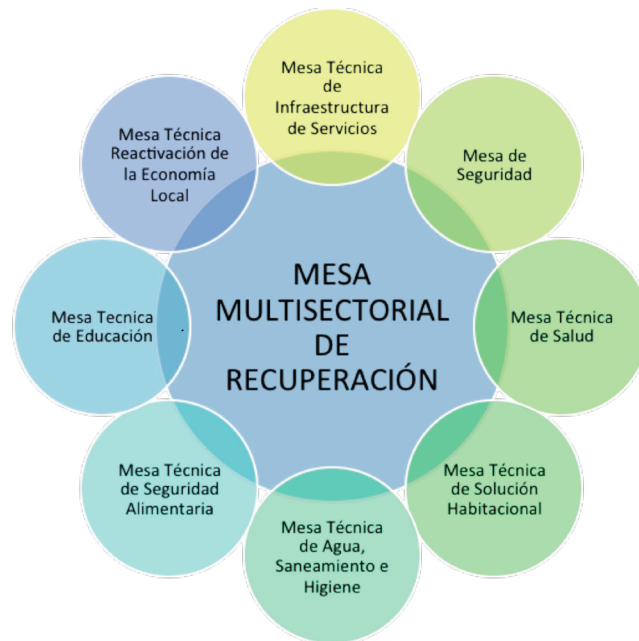 Mesa Técnica
de
Infraestructura
de Servicios
Mesa de
Seguridad
Mesa Técnica
de Salud
Mesa Técnica
de Solución
Habitacional
Mesa Técnica
de Agua,
Saneamiento e
Higiene
Mesa Técnica
de Seguridad
Alimentaria
Mesa Tecnica
de Educación
Mesa Técnica
Reactivación de
la Economía
Local
MESA
MULTISECTORIAL
DE
RECUPERACIÓN